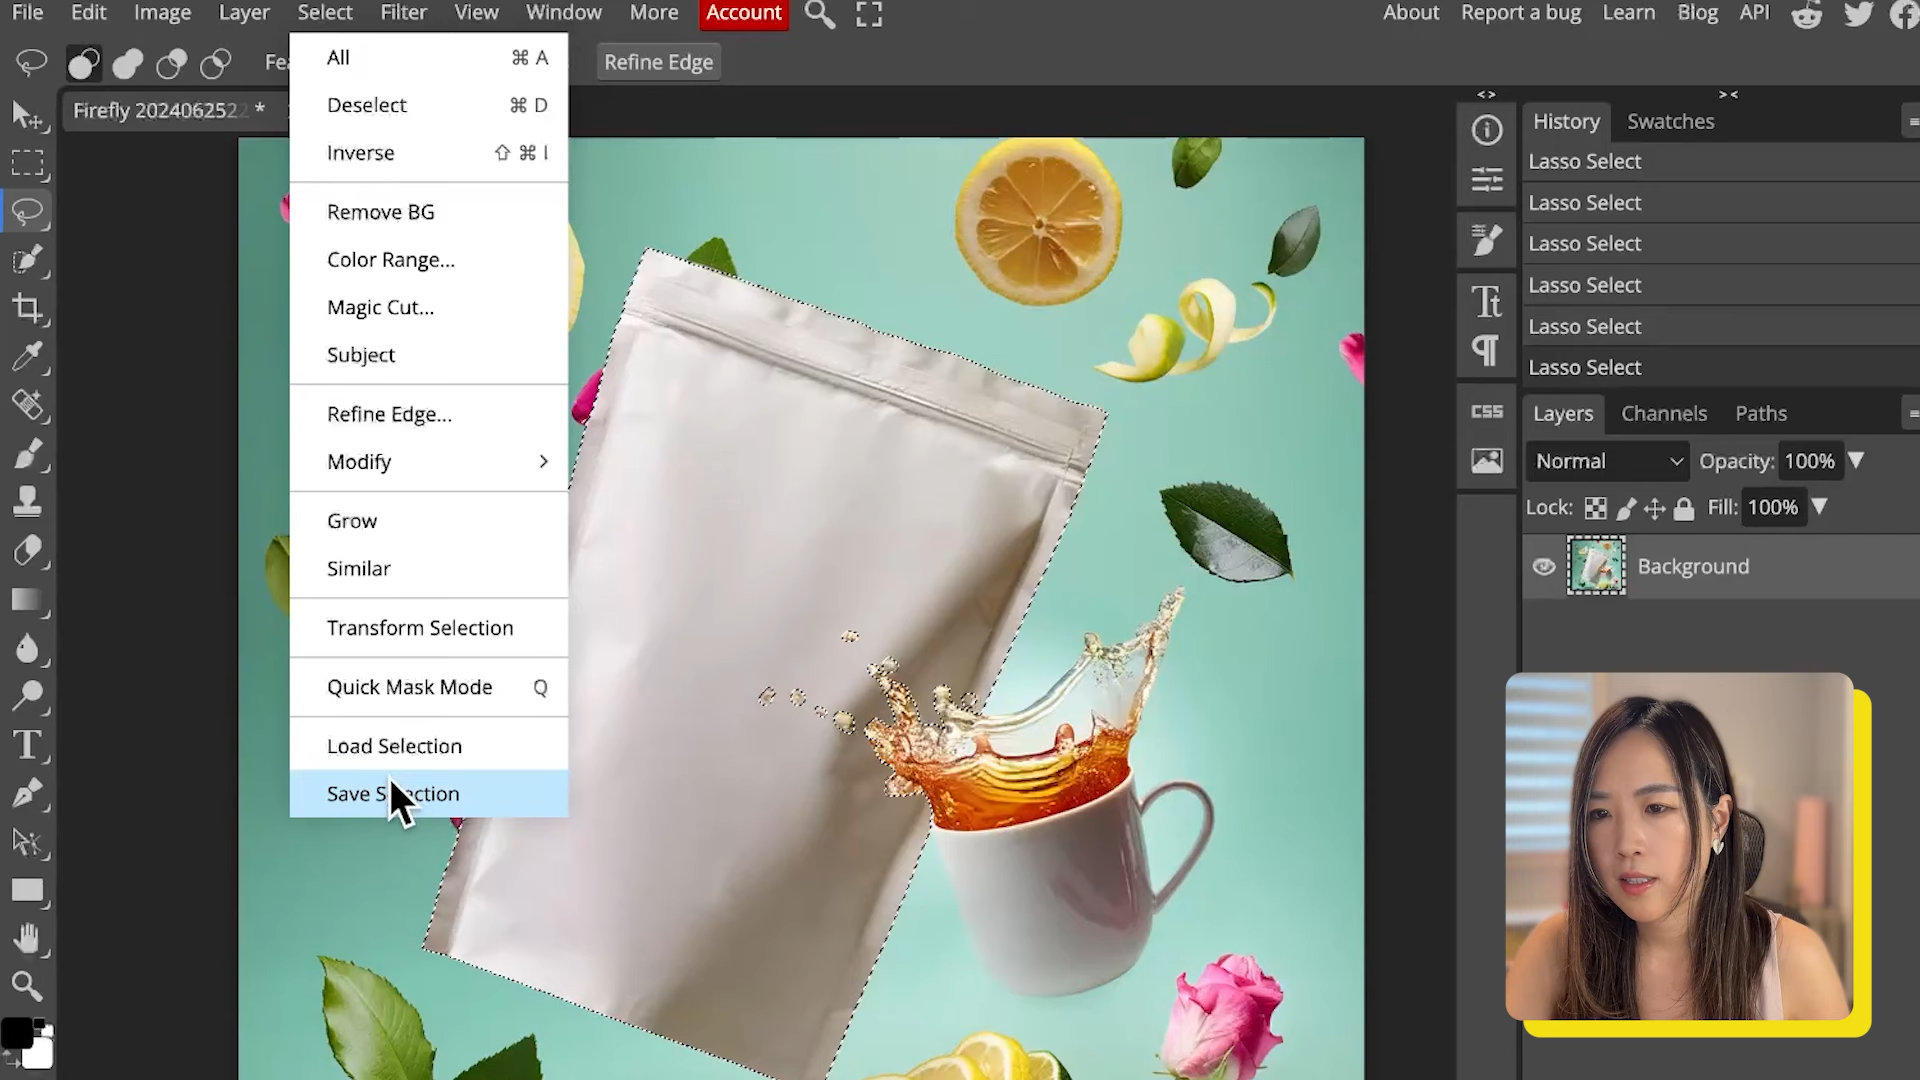 File Edit Image Layer Select Filter View Window More Account
About Report a bug Learn Blog API
Refine Edge
Firefly 20240625 *
All ⌘ A
Deselect ⌘ D
Inverse ⇧ ⌘ I
Remove BG
Color Range...
Magic Cut...
Subject
Refine Edge...
Modify
Grow
Similar
Transform Selection
Quick Mask Mode Q
Load Selection
Save Selection
History Swatches
Lasso Select
Lasso Select
Lasso Select
Lasso Select
Lasso Select
Lasso Select
CSS
Layers Channels Paths
Normal Opacity: 100%
Lock: Fill: 100%
Background